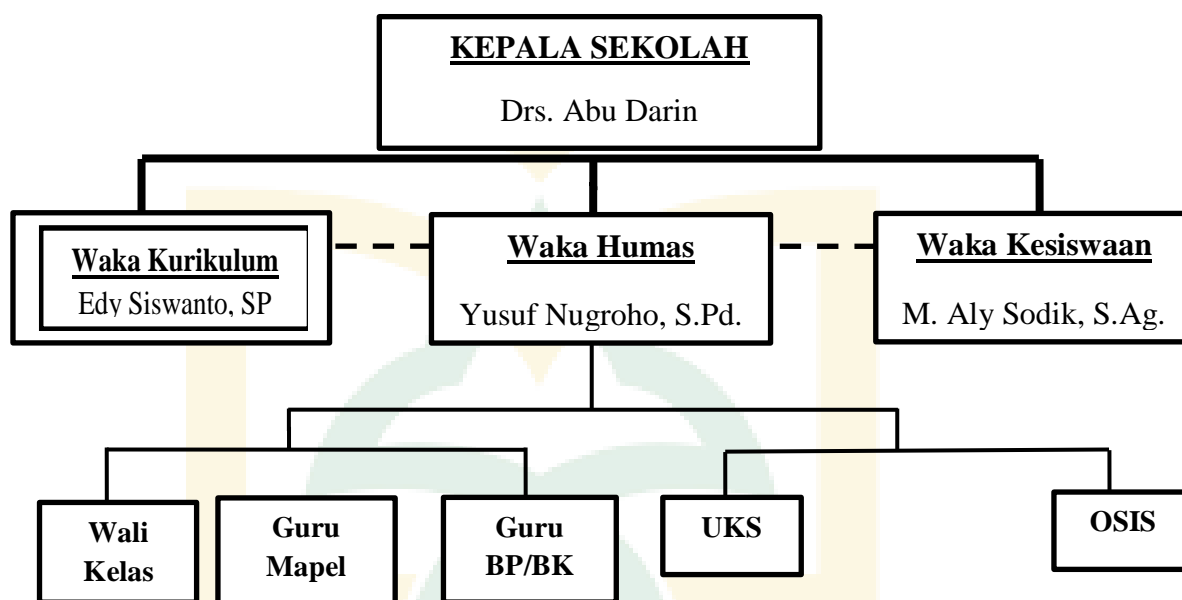 KEPALA SEKOLAH
Drs. Abu Darin
Waka Kurikulum
Edy Siswanto, SP
Waka Humas
Yusuf Nugroho, S.Pd.
Waka Kesiswaan
M. Aly Sodik, S.Ag.
Wali
Kelas
Guru
Mapel
Guru
BP/BK
UKS
OSIS